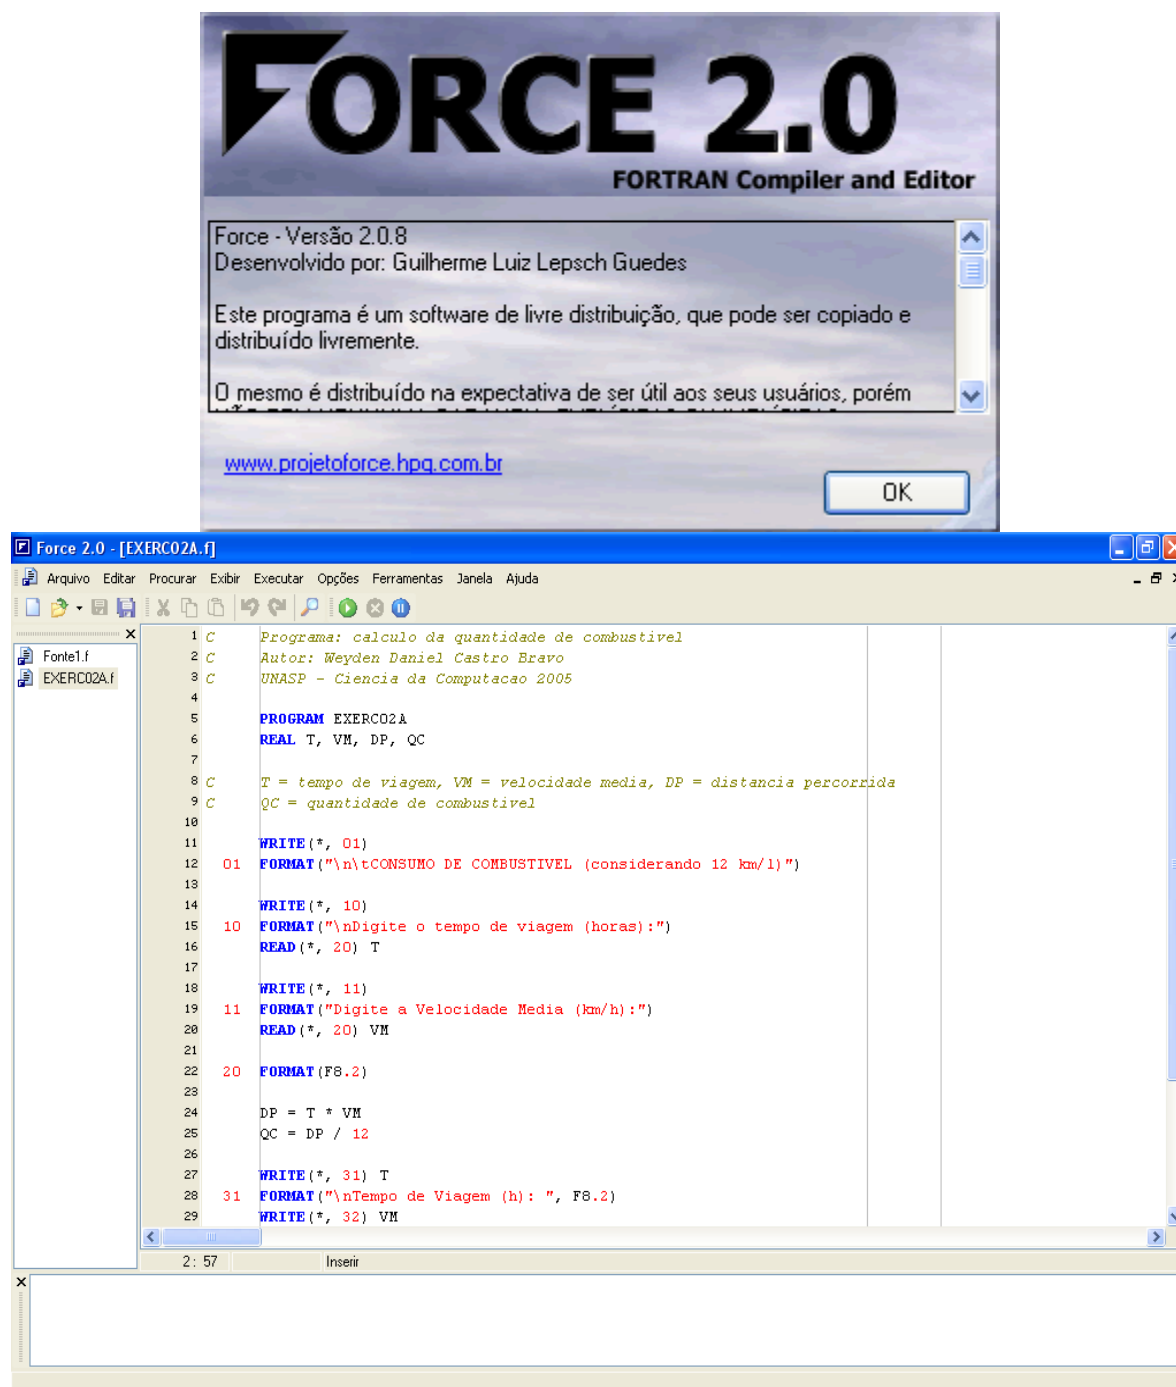 FORCE 2.0
FORTRAN Compiler and Editor
Force - Versão 2.0.8
Desenvolvido por: Guilherme Luiz Lepsch Guedes
Este programa é um software de livre distribuição, que pode ser copiado e
distribuído livremente.
O mesmo é distribuído na expectativa de ser útil aos seus usuários, porém
www.projetoforce.hpg.com.br
OK
Force 2.0 - [EXERC02A.f]
Arquivo Editar Procurar Exibir Executar Opções Ferramentas Janela Ajuda
Fonte1.f
EXERC02A.f
1 C Programa: calculo da quantidade de combustivel
2 C Autor: Weyden Daniel Castro Bravo
3 C UNASP - Ciencia da Computacao 2005
4
5 PROGRAM EXERC02A
6 REAL T, VM, DP, QC
7
8 C T = tempo de viagem, VM = velocidade media, DP = distancia percorrida
9 C QC = quantidade de combustivel
10
11 WRITE(*, 01)
12 01 FORMAT("\n\tCONSUMO DE COMBUSTIVEL (considerando 12 km/l)")
13
14 WRITE(*, 10)
15 10 FORMAT("\nDigite o tempo de viagem (horas):")
16 READ(*, 20) T
17
18 WRITE(*, 11)
19 11 FORMAT("Digite a Velocidade Media (km/h):")
20 READ(*, 20) VM
21
22 20 FORMAT(F8.2)
23
24 DP = T * VM
25 QC = DP / 12
26
27 WRITE(*, 31) T
28 31 FORMAT("\nTempo de Viagem (h): ", F8.2)
29 WRITE(*, 32) VM
2: 57 Inserir